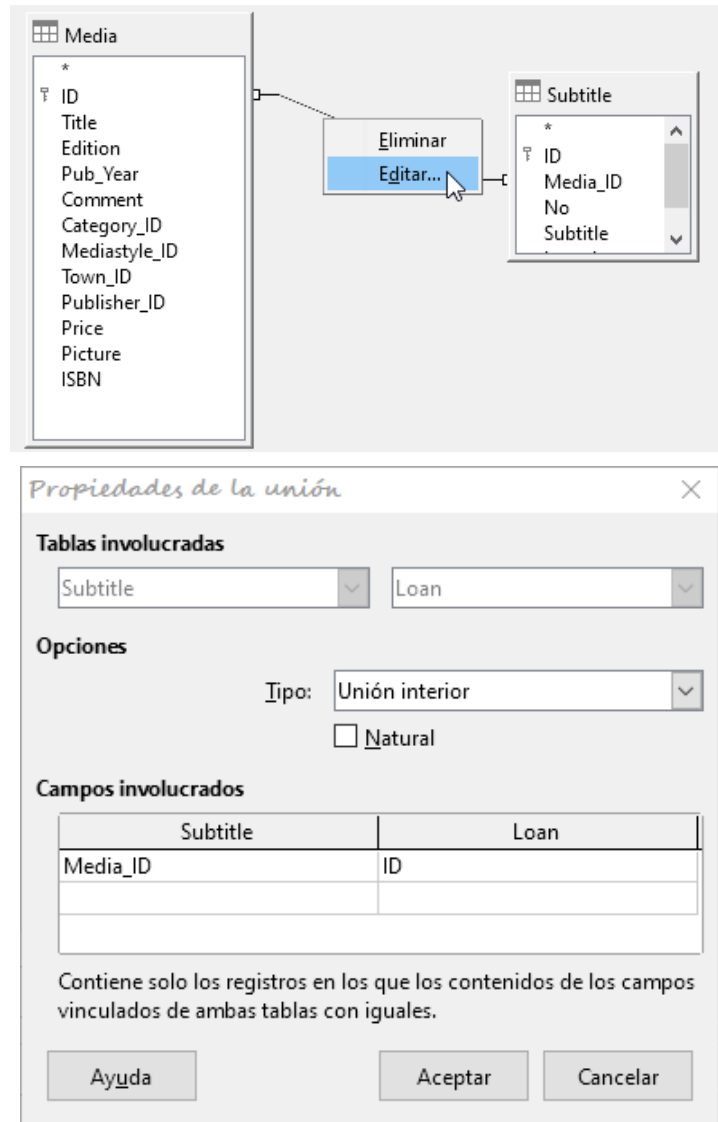 Media
*
ID
Title
Edition
Pub_Year
Comment
Category_ID
Mediastyle_ID
Town_ID
Publisher_ID
Price
Picture
ISBN
Eliminar
Editar...
Subtitle
*
ID
Media_ID
No
Subtitle
Propiedades de la unión
Tablas involucradas
Subtitle Loan
Opciones
Tipo: Unión interior
Natural
Campos involucrados
Subtitle Loan
Media_ID ID
Contiene solo los registros en los que los contenidos de los campos
vinculados de ambas tablas con iguales.
Ayuda Aceptar Cancelar